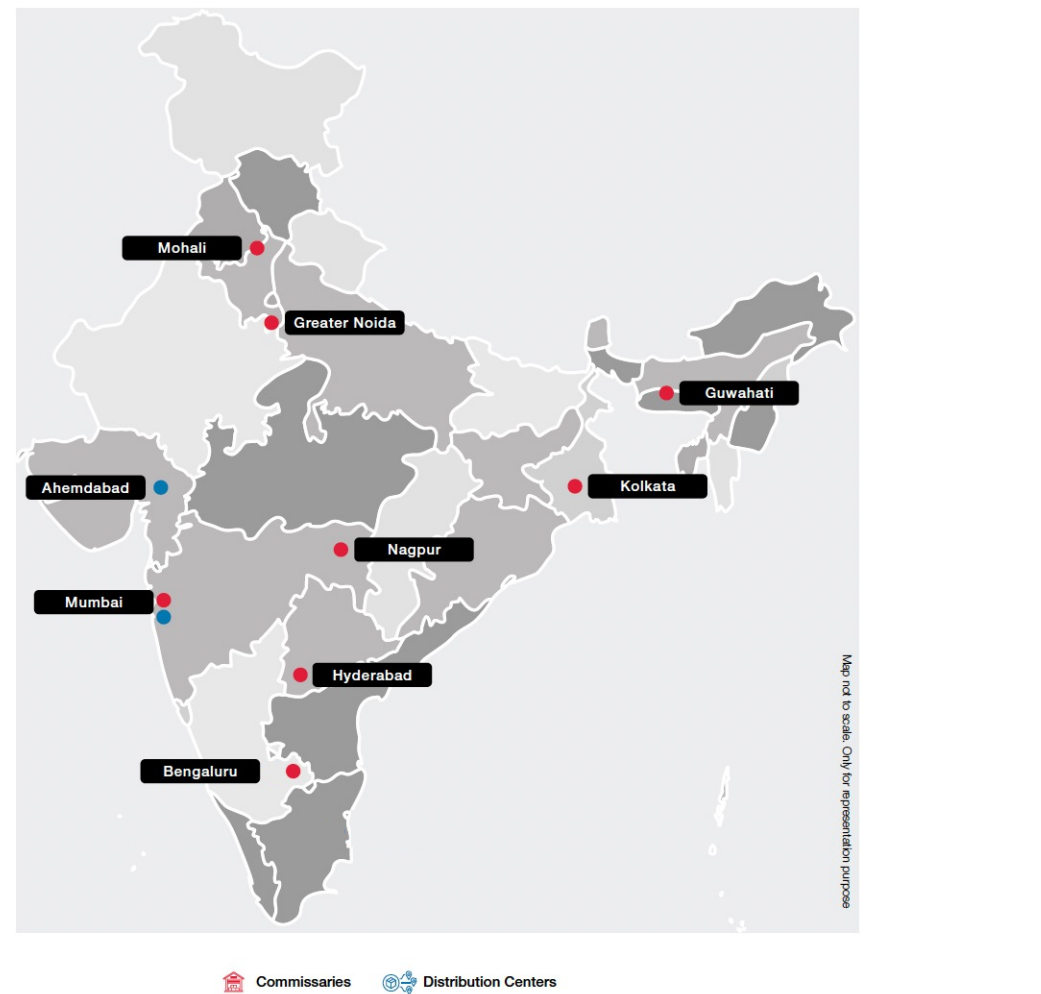 Mohali
Greater Noida
Guwahati
Ahemdabad
Kolkata
Nagpur
Mumbai
Hyderabad
Bengaluru
Map not to scale. Only for representation purpose
Commissaries
Distribution Centers